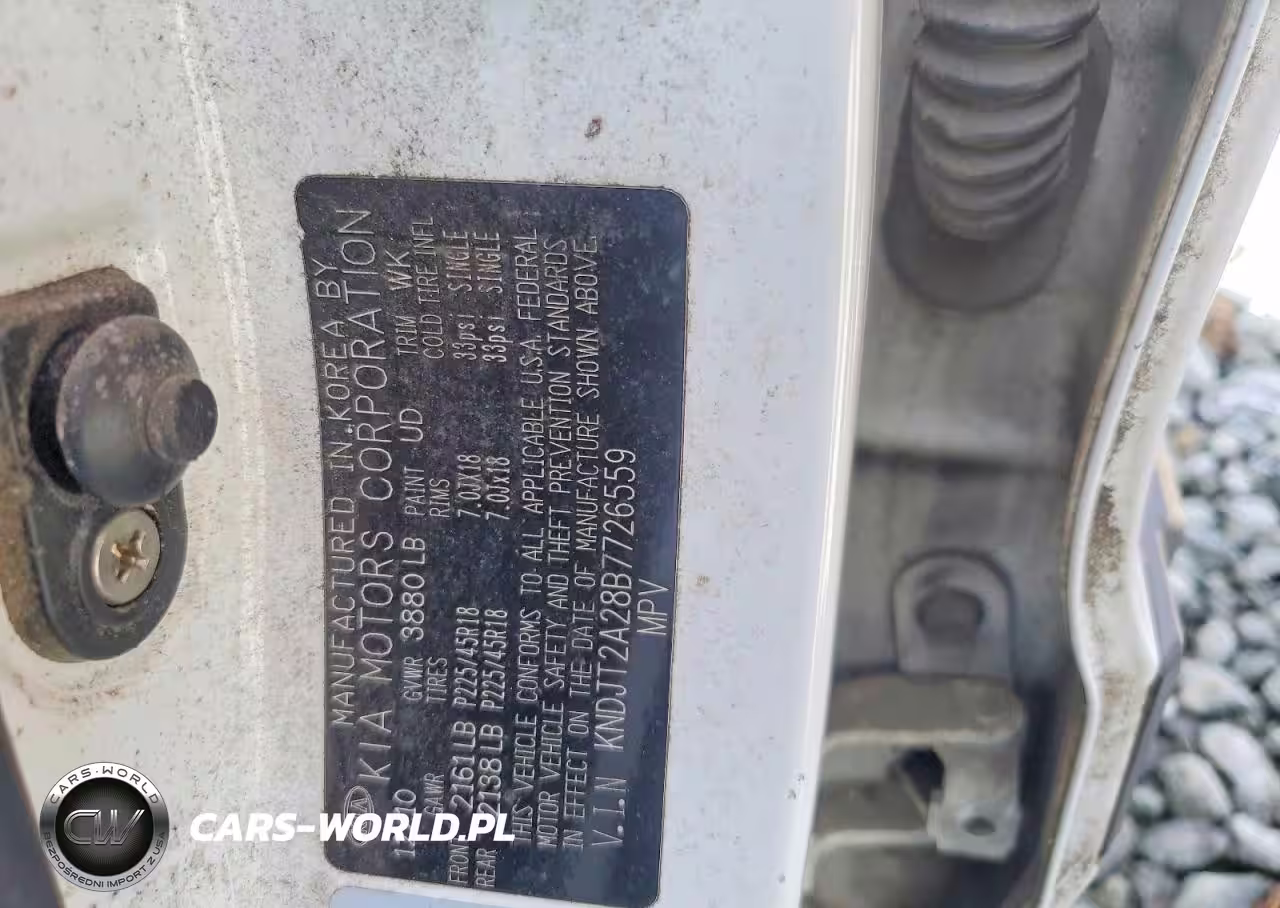 MANUFACTURED IN KOREA BY
KIA MOTORS CORPORATION
GVWR 3880LB PAINT UD TRIM WK
GAWR TIRES RIMS COLD TIRE INFL
FRONT 2161LB P225/45R18 7.0JX18 33psi SINGLE
REAR 2138LB P225/45R18 7.0Jx18 33psi SINGLE
THIS VEHICLE CONFORMS TO ALL APPLICABLE U.S.A. FEDERAL
MOTOR VEHICLE SAFETY AND THEFT PREVENTION STANDARDS
IN EFFECT ON THE DATE OF MANUFACTURE SHOWN ABOVE.
V.I.N KNDJT2A28B7726559
MPV
CARS-WORLD
CW
BEZPOŚREDNI IMPORT Z USA
CARS-WORLD.PL